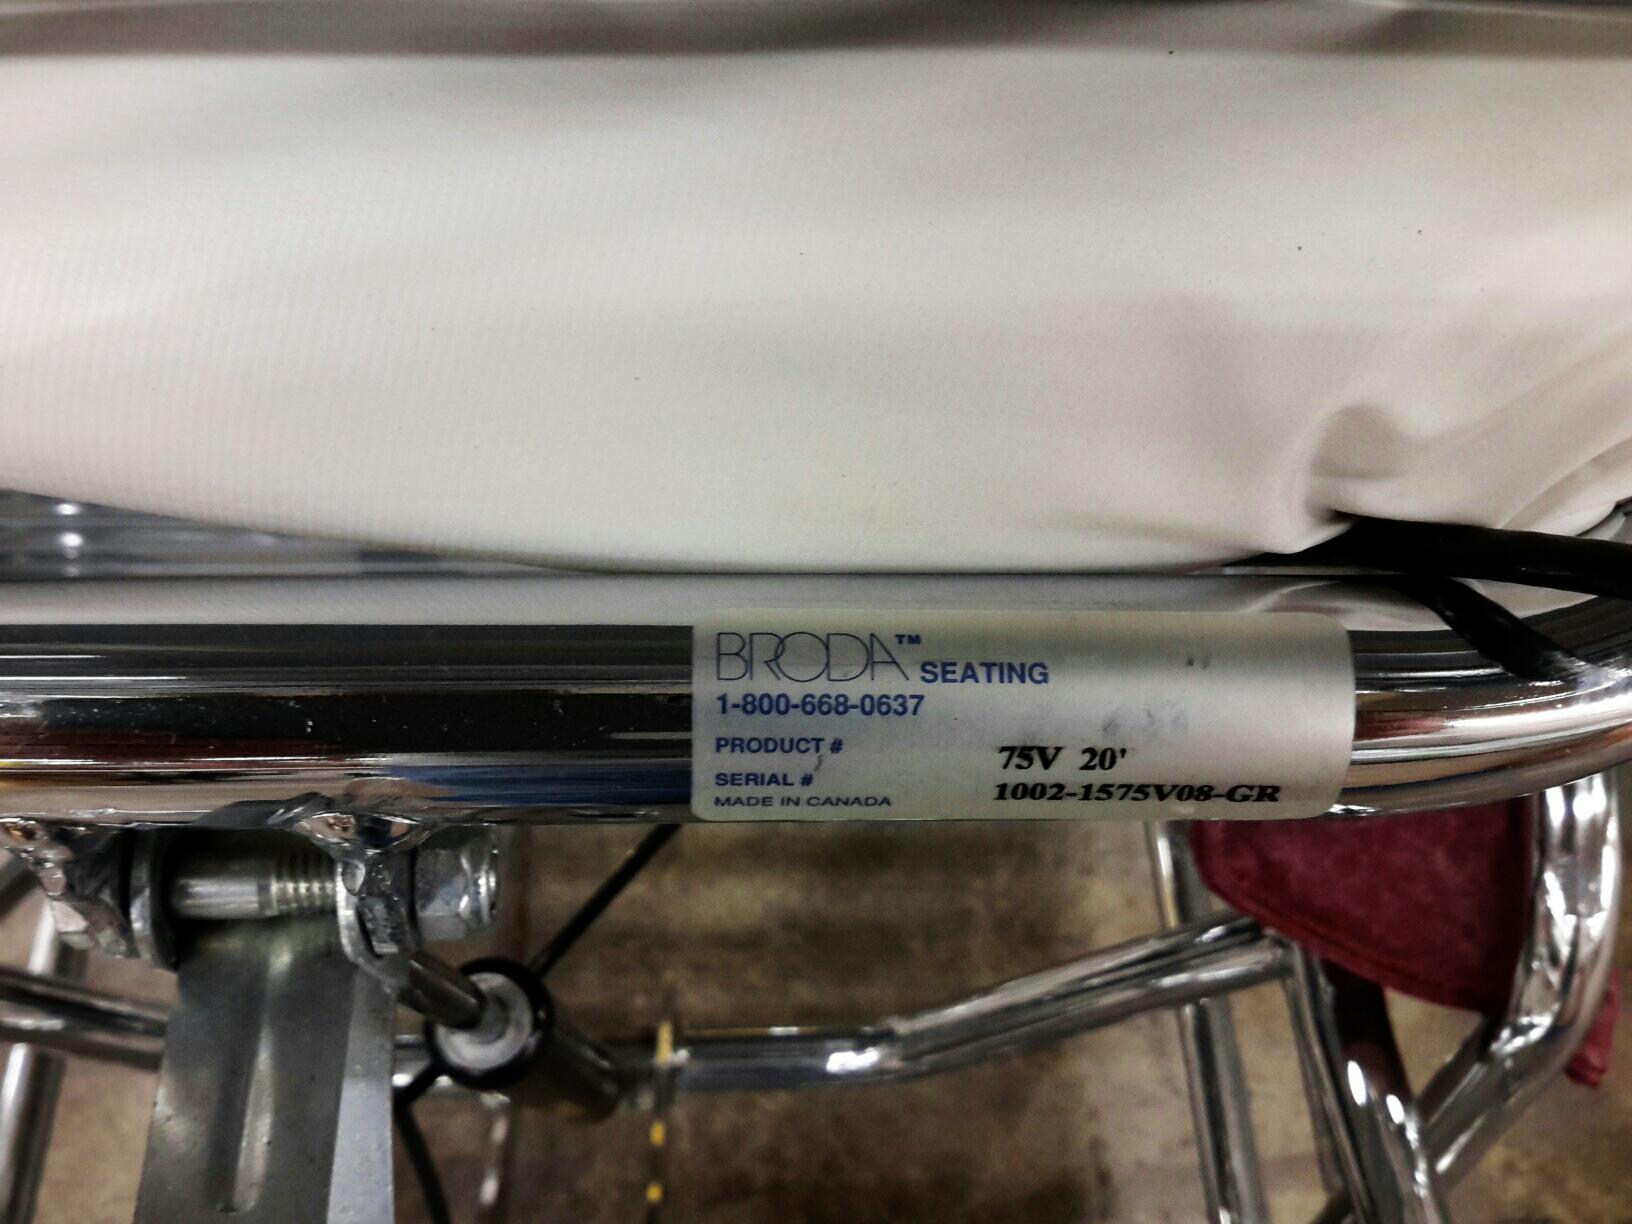 BRODA™ SEATING
1-800-668-0637
PRODUCT # 75V 20'
SERIAL # 1002-1575V08-GR
MADE IN CANADA